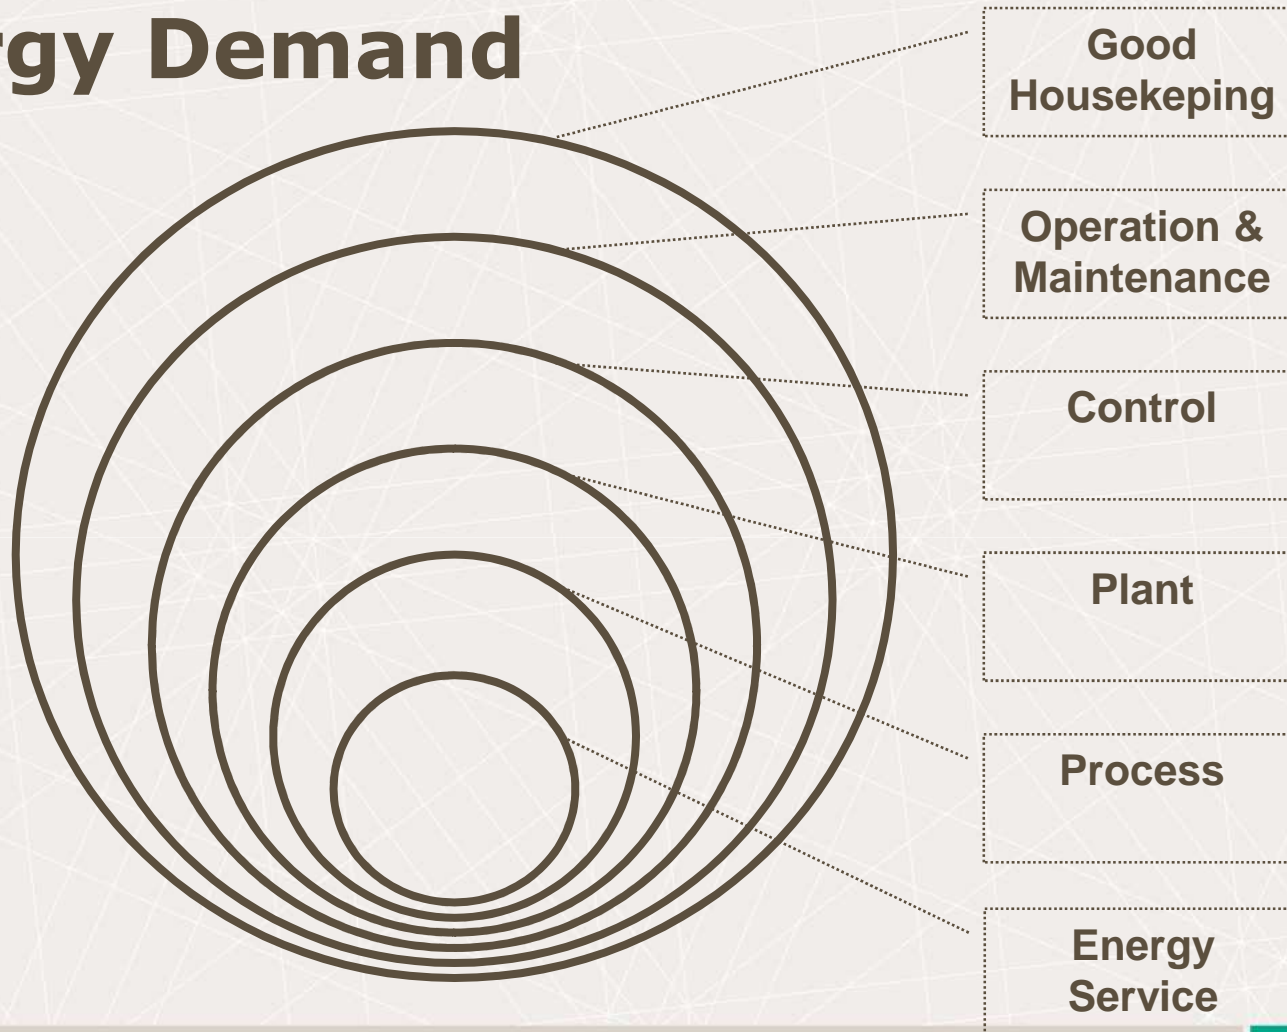 rgy Demand
Good
Housekeping
Operation &
Maintenance
Control
Plant
Process
Energy
Service